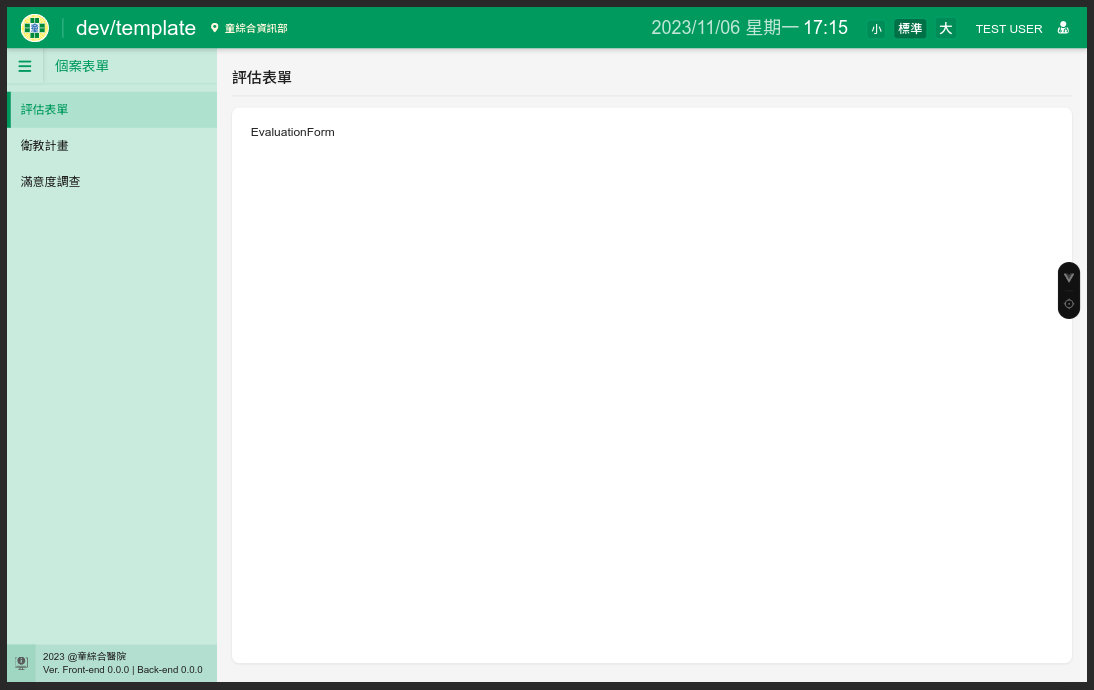 童 dev/template 童綜合資訊部 2023/11/06 星期一 17:15 小 標準 大 TEST USER
個案表單
評估表單
衛教計畫
滿意度調查
評估表單
EvaluationForm
2023 @童綜合醫院
Ver. Front-end 0.0.0 | Back-end 0.0.0